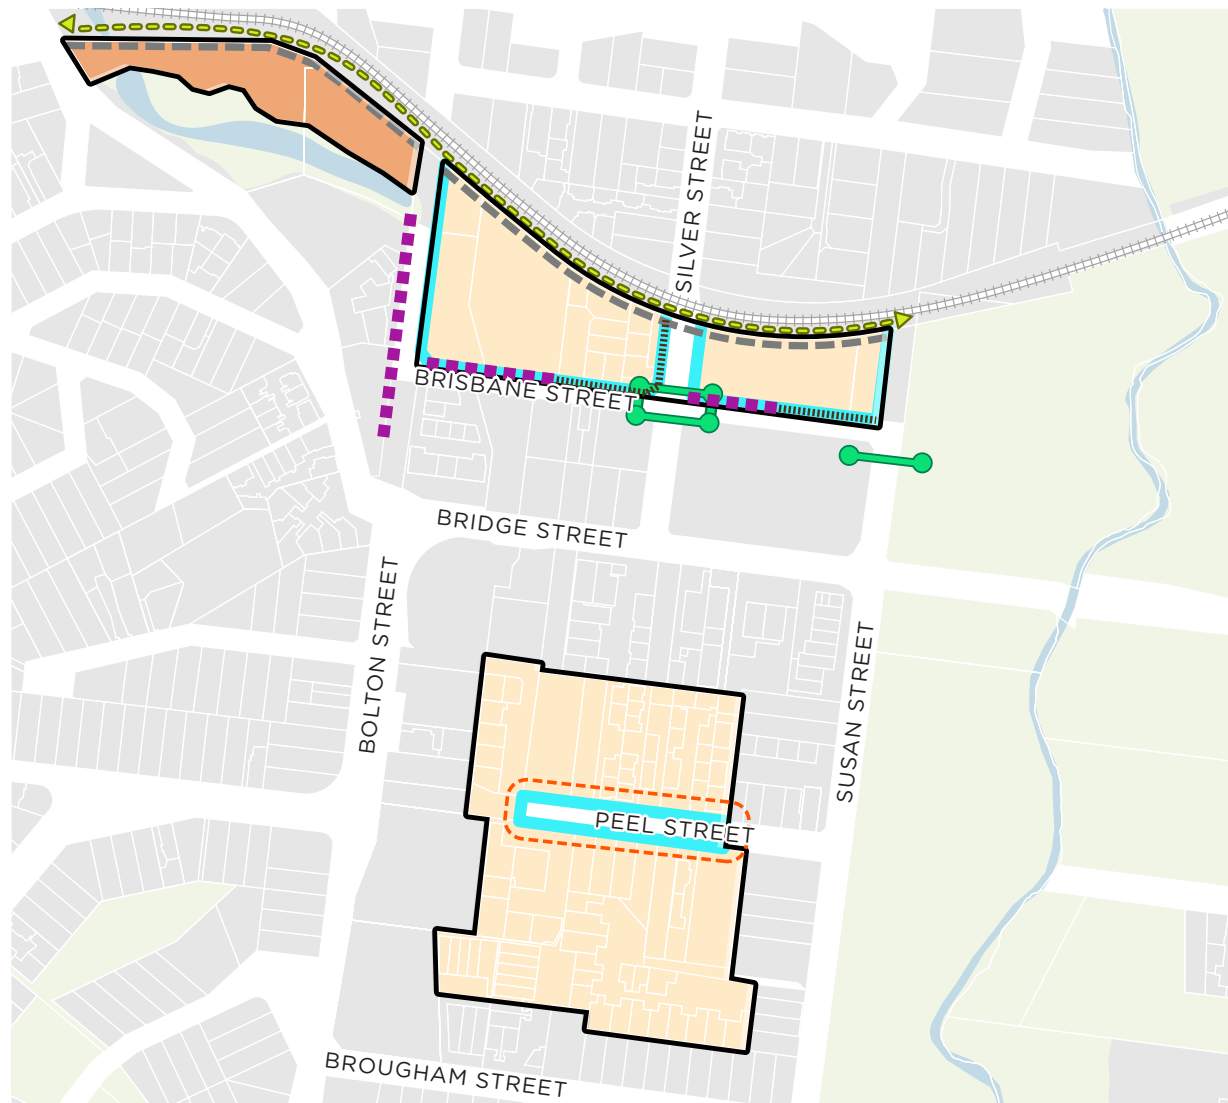 SILVER STREET
BRISBANE STREET
BRIDGE STREET
BOLTON STREET
SUSAN STREET
PEEL STREET
BROUGHAM STREET